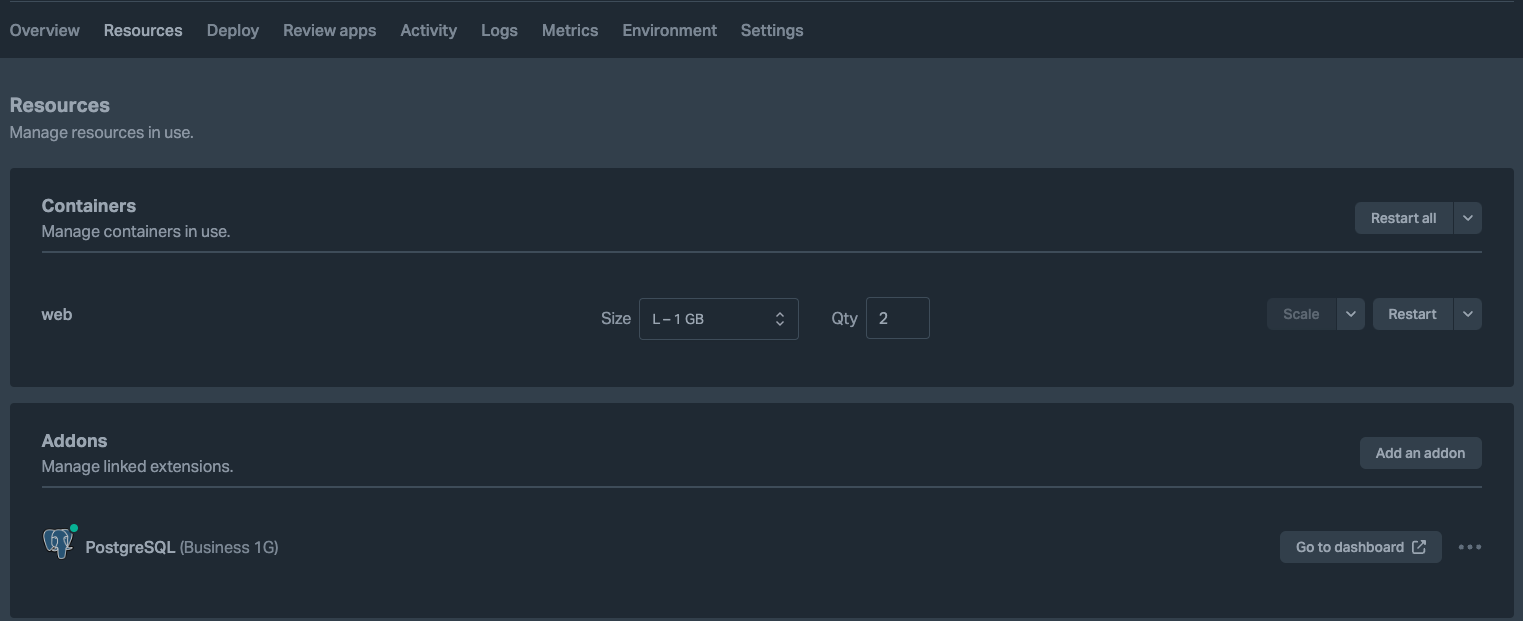 Overview Resources Deploy Review apps Activity Logs Metrics Environment Settings
Resources
Manage resources in use.
Containers
Manage containers in use.
Restart all
web Size L – 1 GB Qty 2 Scale Restart
Addons
Manage linked extensions.
Add an addon
PostgreSQL (Business 1G) Go to dashboard